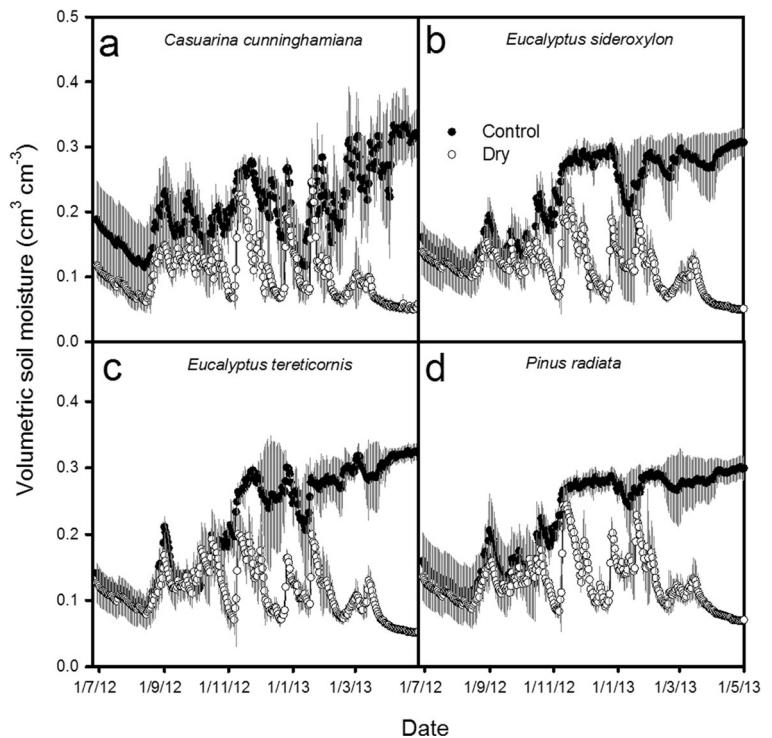 0.5
a
Casuarina cunninghamiana
b
Eucalyptus sideroxylon
0.4
0.3
Control
Dry
0.2
0.1
0.0
c
Eucalyptus tereticornis
d
Pinus radiata
0.4
0.3
0.2
0.1
0.0
Volumetric soil moisture (cm³ cm⁻³)
1/7/12 1/9/12 1/11/12 1/1/13 1/3/13 1/7/12 1/9/12 1/11/12 1/1/13 1/3/13 1/5/13
Date